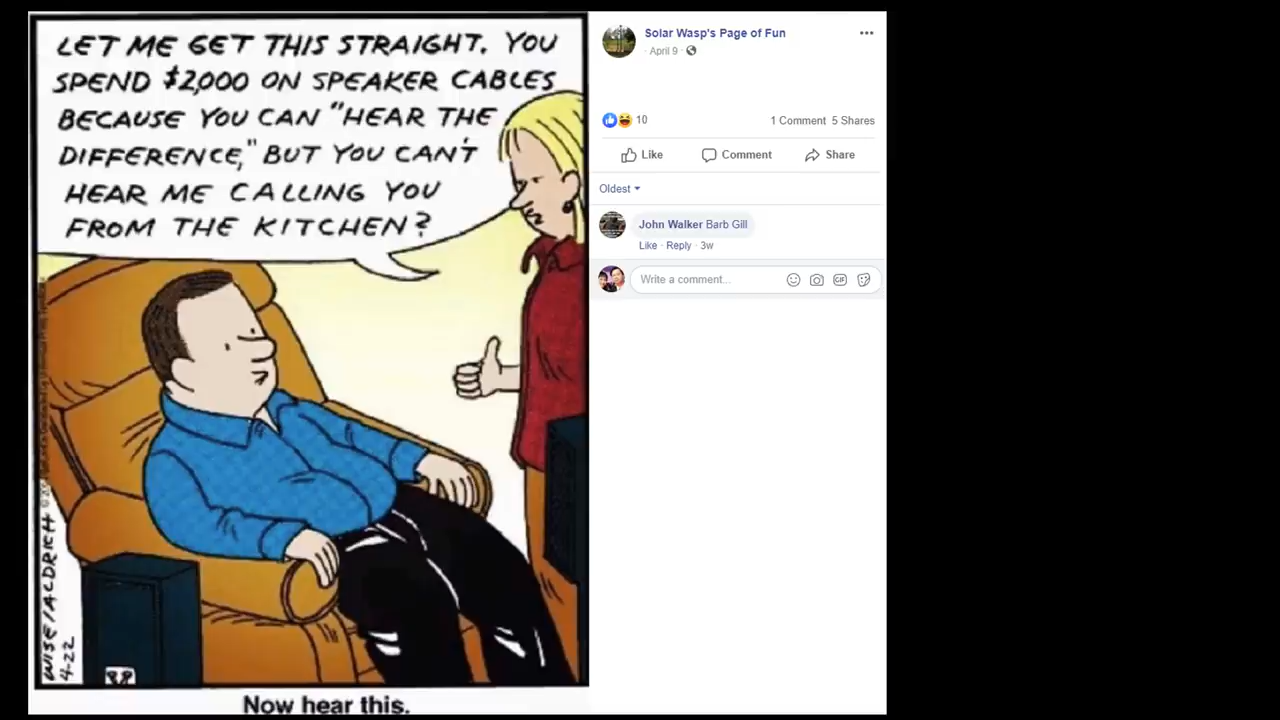 LET ME GET THIS STRAIGHT. YOU
SPEND $2,000 ON SPEAKER CABLES
BECAUSE YOU CAN "HEAR THE
DIFFERENCE," BUT YOU CAN'T
HEAR ME CALLING YOU
FROM THE KITCHEN?
WISE/ALDRICH
4-22
Now hear this.
Solar Wasp's Page of Fun
April 9
10
1 Comment 5 Shares
Like Comment Share
Oldest
John Walker Barb Gill
Like · Reply · 3w
Write a comment...
GIF